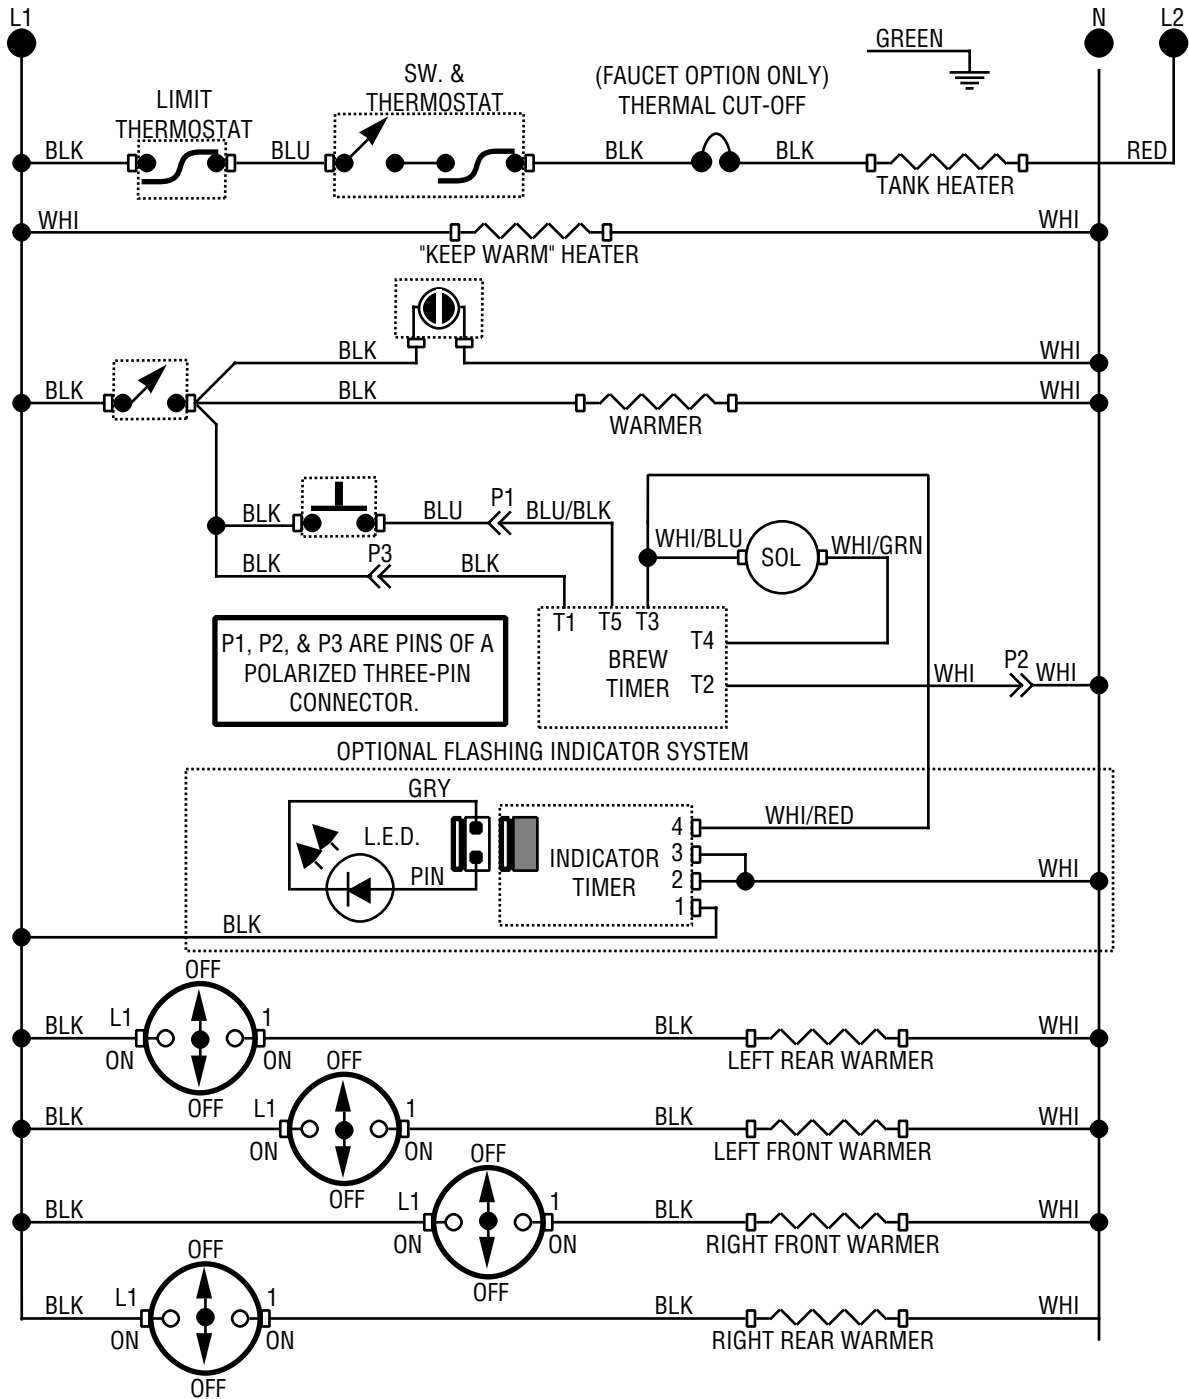 L1
N
L2
GREEN
SW. &
THERMOSTAT
(FAUCET OPTION ONLY)
THERMAL CUT-OFF
LIMIT
THERMOSTAT
BLK
BLU
BLK
BLK
RED
TANK HEATER
WHI
WHI
"KEEP WARM" HEATER
BLK
WHI
BLK
BLK
WHI
WARMER
BLK
BLU
P1
BLU/BLK
WHI/BLU
SOL
WHI/GRN
BLK
P3
BLK
T1
T5
T3
T4
BREW
TIMER
T2
WHI
P2
WHI
P1, P2, & P3 ARE PINS OF A
POLARIZED THREE-PIN
CONNECTOR.
OPTIONAL FLASHING INDICATOR SYSTEM
GRY
L.E.D.
PIN
INDICATOR
TIMER
4
3
2
1
WHI/RED
WHI
BLK
OFF
BLK
L1
1
BLK
WHI
ON
ON
LEFT REAR WARMER
OFF
OFF
BLK
L1
1
BLK
WHI
ON
ON
LEFT FRONT WARMER
OFF
OFF
BLK
L1
1
BLK
WHI
ON
ON
RIGHT FRONT WARMER
OFF
OFF
BLK
L1
1
BLK
WHI
ON
ON
RIGHT REAR WARMER
OFF